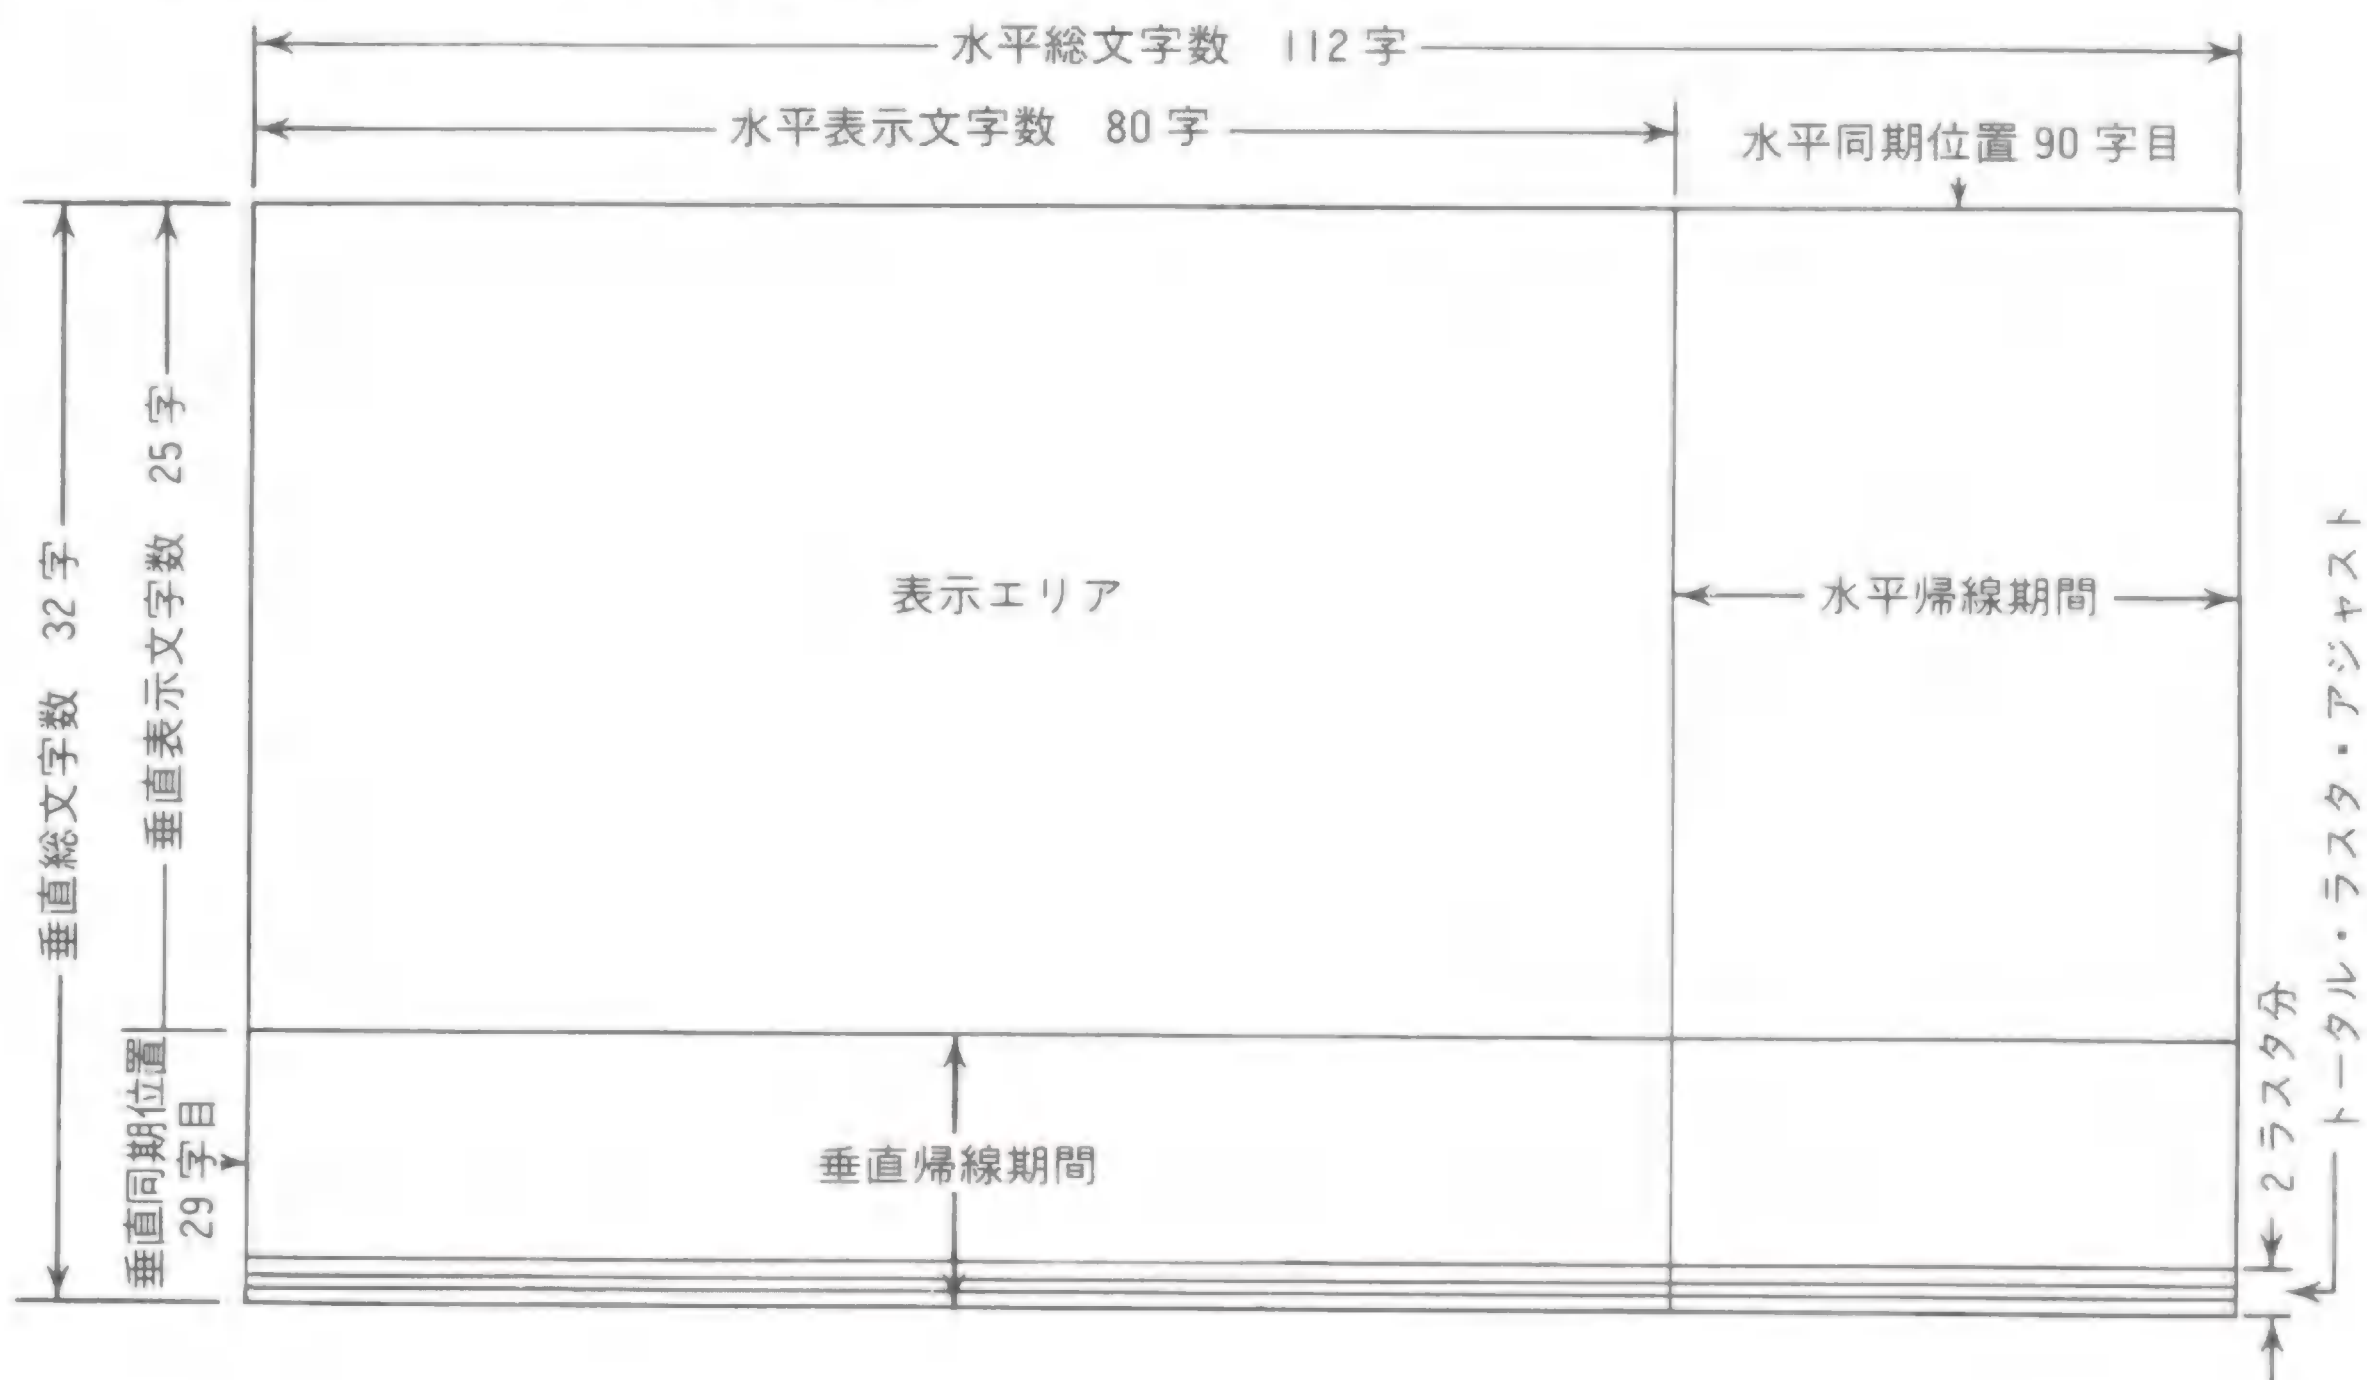 水平総文字数 112字
水平表示文字数 80字
水平同期位置90字目
垂直総文字数 32字
垂直表示文字数 25字
表示エリア
水平帰線期間
トータル・ラスタ・アジャスト
2ラスタ分
垂直同期位置
29字目
垂直帰線期間